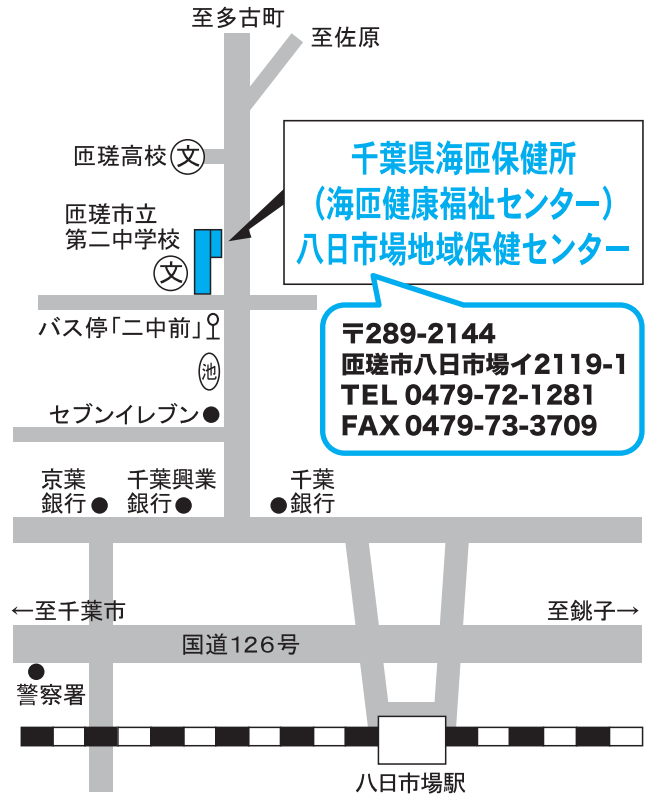 至多古町
至佐原
匝瑳高校
文
千葉県海匝保健所
（海匝健康福祉センター）
八日市場地域保健センター
匝瑳市立
第二中学校
文
バス停「二中前」
〒289-2144
匝瑳市八日市場イ2119-1
TEL 0479-72-1281
FAX 0479-73-3709
池
セブンイレブン
京葉
銀行
千葉興業
銀行
千葉
銀行
←至千葉市
至銚子→
国道126号
警察署
八日市場駅